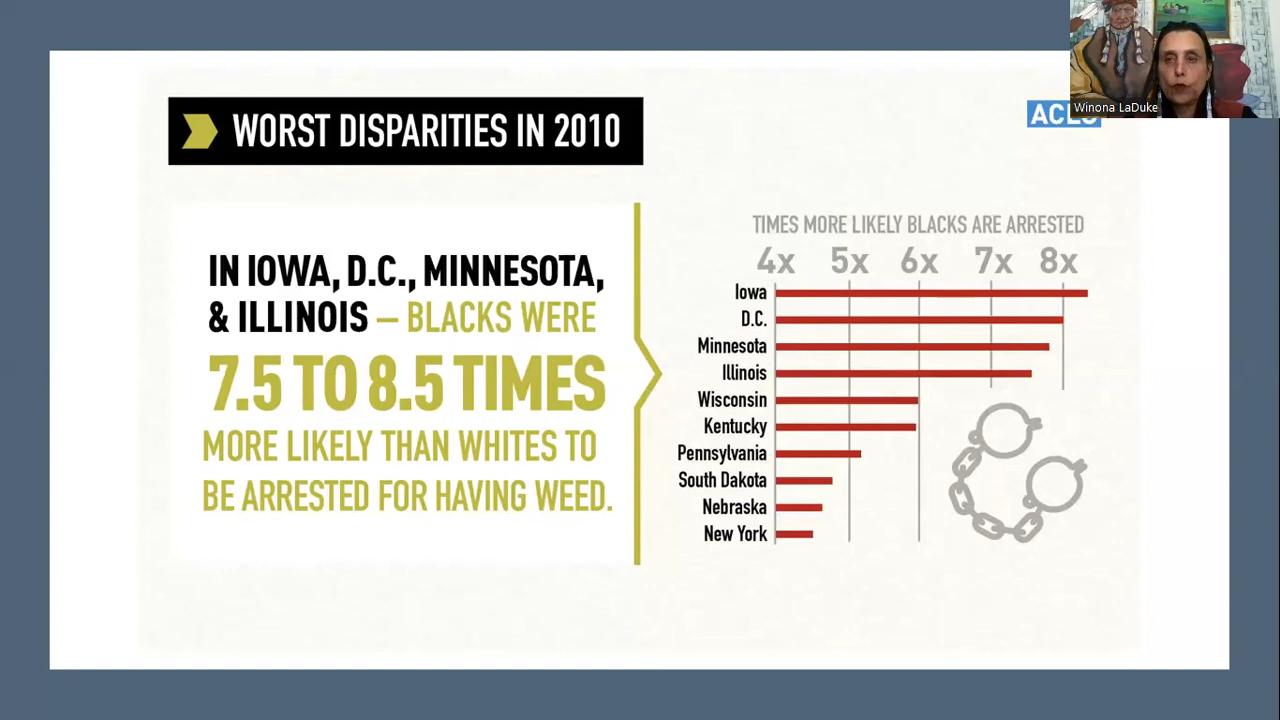 WORST DISPARITIES IN 2010
Winona LaDuke
IN IOWA, D.C., MINNESOTA,
& ILLINOIS – BLACKS WERE
7.5 TO 8.5 TIMES
MORE LIKELY THAN WHITES TO
BE ARRESTED FOR HAVING WEED.
TIMES MORE LIKELY BLACKS ARE ARRESTED
4x 5x 6x 7x 8x
Iowa
D.C.
Minnesota
Illinois
Wisconsin
Kentucky
Pennsylvania
South Dakota
Nebraska
New York